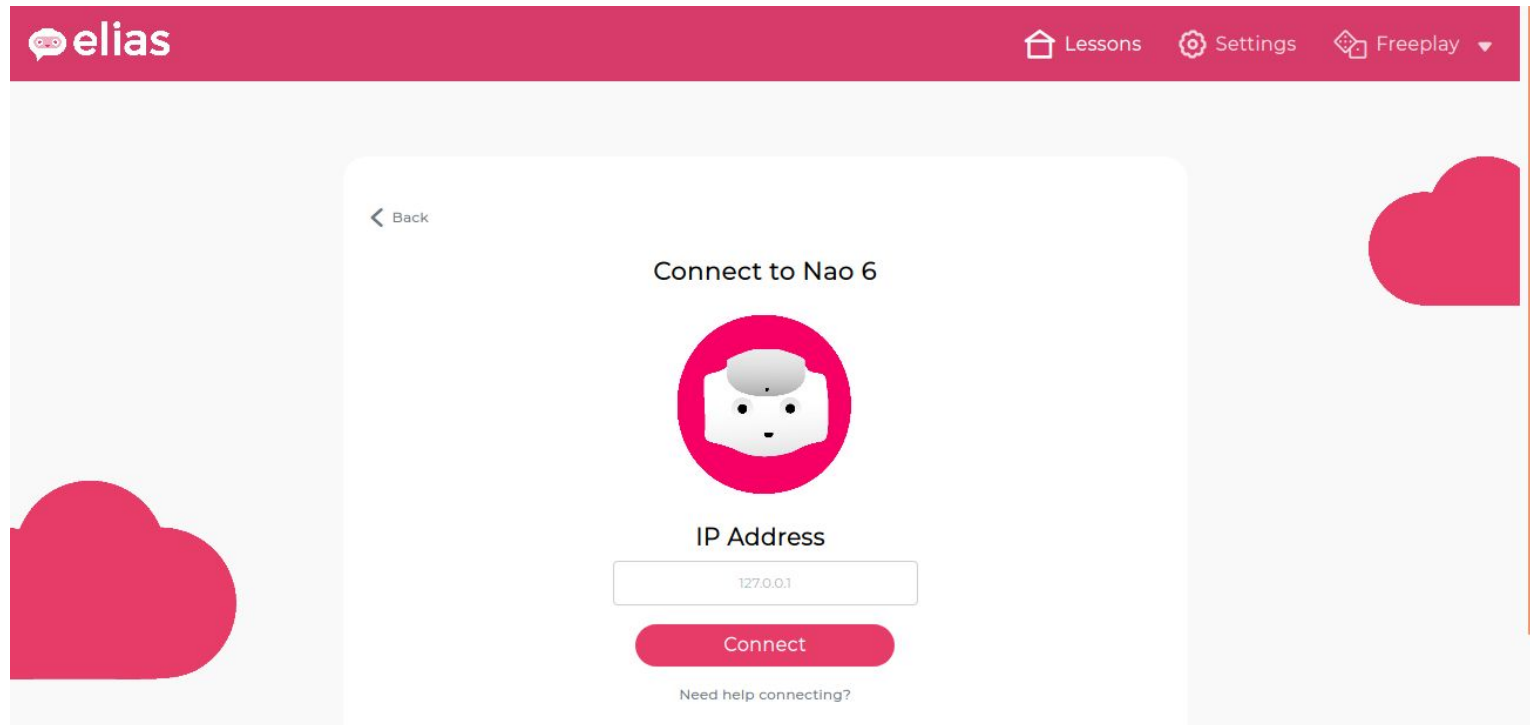 elias
Lessons Settings Freeplay
Back
Connect to Nao 6
IP Address
127.0.0.1
Connect
Need help connecting?